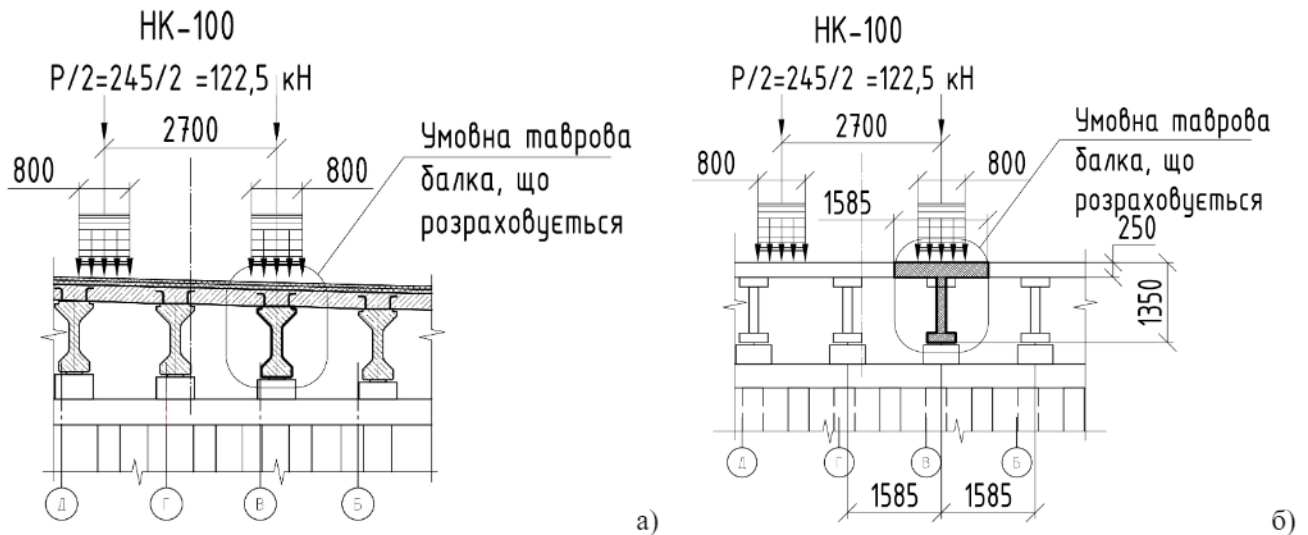 НК-100
P/2=245/2 =122,5 кН
2700
800
800
Умовна таврова
балка, що
розраховується
Д
Г
В
Б
а)
НК-100
P/2=245/2 =122,5 кН
2700
800
800
1585
Умовна таврова
балка, що
розраховується
250
1350
Д
Г
В
Б
1585
1585
б)